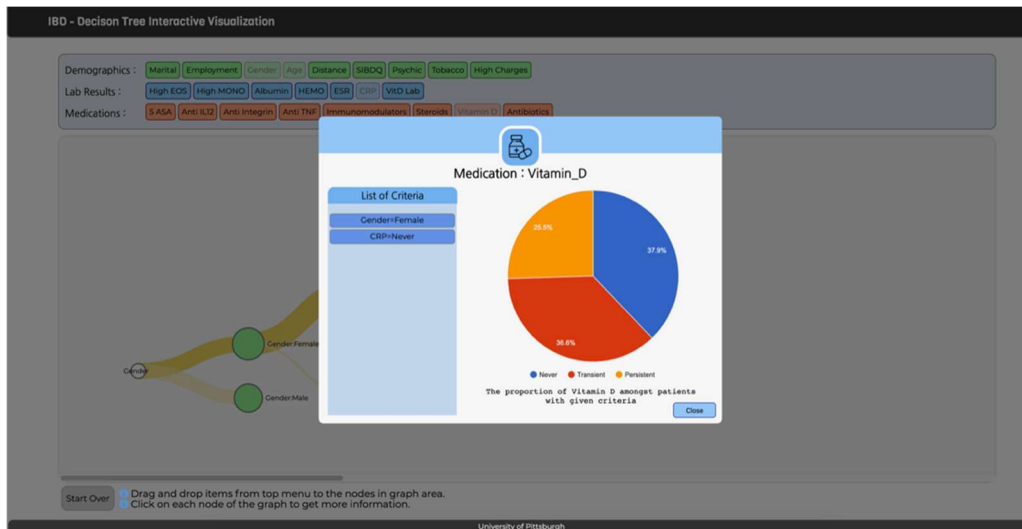 IBD - Decison Tree Interactive Visualization
Demographics : Marital Employment Gender Age Distance SIBDQ Psychic Tobacco High Charges
Lab Results : High EOS High MONO Albumin HEMO ESR CRP VitD Lab
Medications : 5 ASA Anti IL12 Anti Integrin Anti TNF Immunomodulators Steroids Vitamin D Antibiotics
Medication : Vitamin_D
List of Criteria
Gender=Female
CRP=Never
25.5%
37.9%
36.6%
Never Transient Persistent
The proportion of Vitamin D amongst patients
with given criteria
Close
Gender
Gender:Female
Gender:Male
Start Over
Drag and drop items from top menu to the nodes in graph area.
Click on each node of the graph to get more information.
University of Pittsburgh